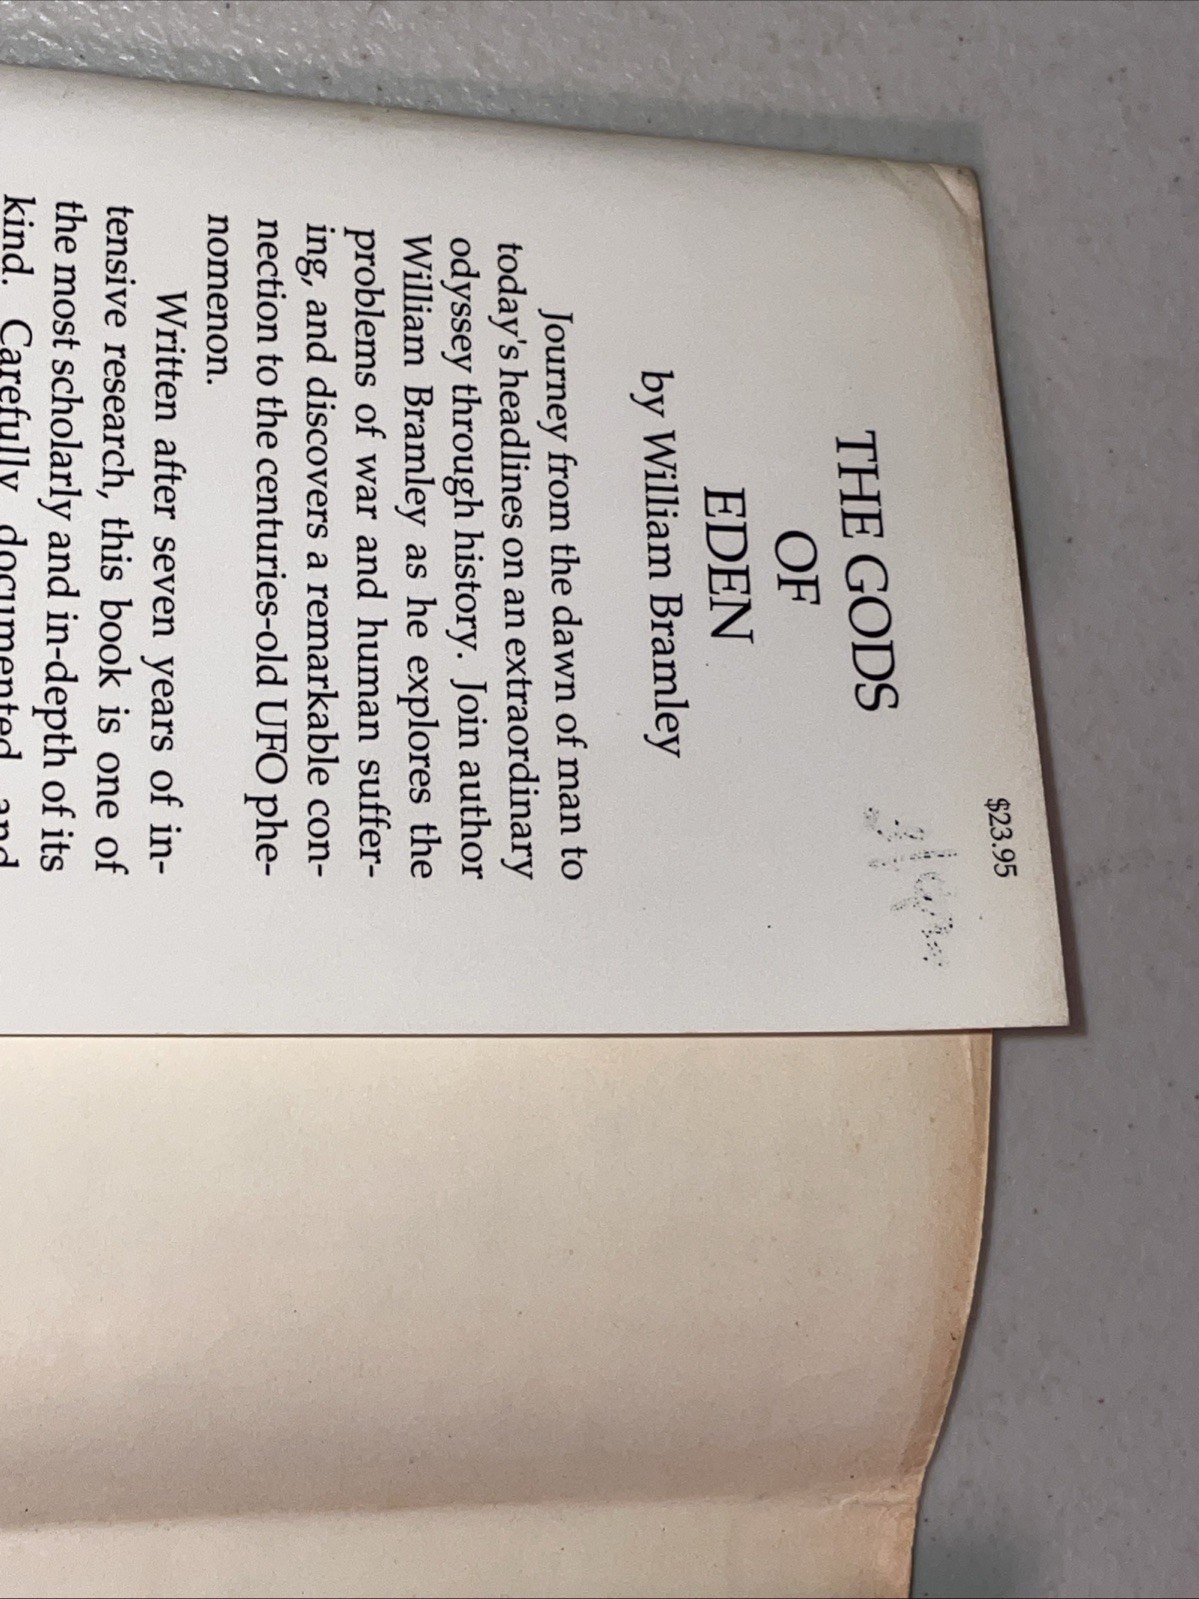 $23.95
THE GODS
OF
EDEN
by William Bramley
Journey from the dawn of man to
today's headlines on an extraordinary
odyssey through history. Join author
William Bramley as he explores the
problems of war and human suffer-
ing, and discovers a remarkable con-
nection to the centuries-old UFO phe-
nomenon.
Written after seven years of in-
tensive research, this book is one of
the most scholarly and in-depth of its
kind. Carefully documented and